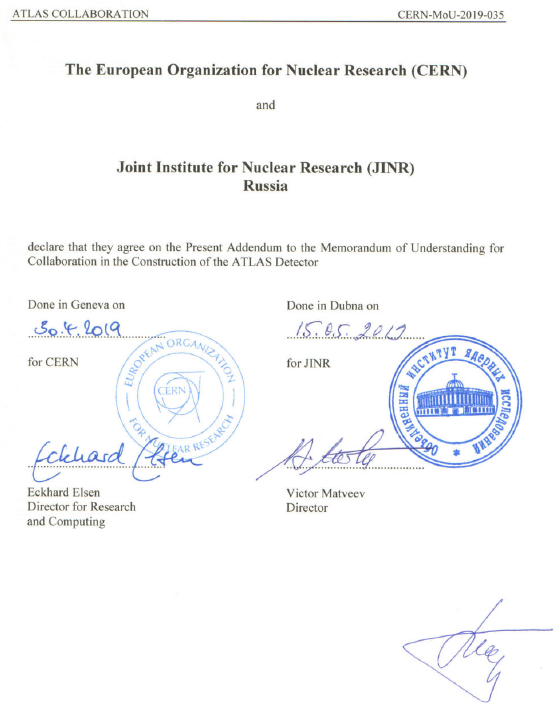 ATLAS COLLABORATION CERN-MoU-2019-035
The European Organization for Nuclear Research (CERN)
and
Joint Institute for Nuclear Research (JINR)
Russia
declare that they agree on the Present Addendum to the Memorandum of Understanding for
Collaboration in the Construction of the ATLAS Detector
Done in Geneva on
30.4.2019
for CERN
EUROPEAN ORGANIZATION FOR NUCLEAR RESEARCH
CERN
Eckhard Elsen
Eckhard Elsen
Director for Research
and Computing
Done in Dubna on
15.05.2019
for JINR
Объединенный институт ядерных исследований
Victor Matveev
Director